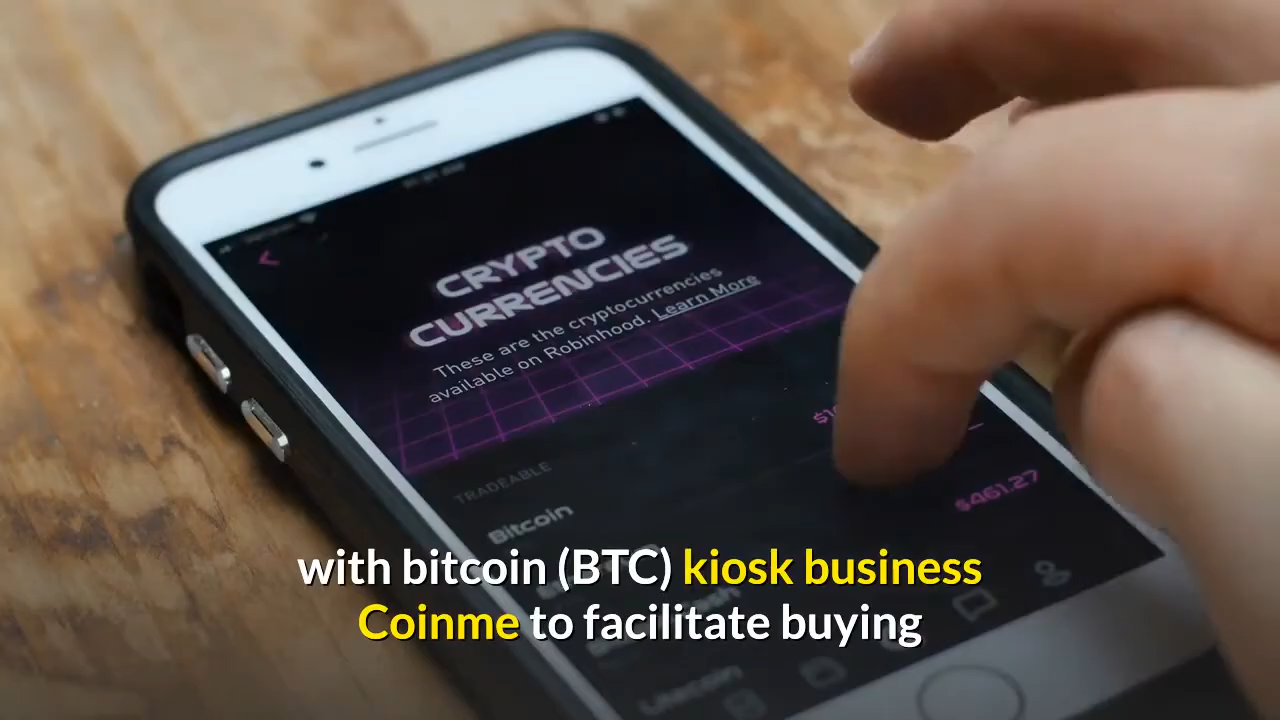 CRYPTO
CURRENCIES
These are the cryptocurrencies
available on Robinhood. Learn More
TRADEABLE
Bitcoin
$461.27
Litecoin
with bitcoin (BTC) kiosk business
Coinme to facilitate buying